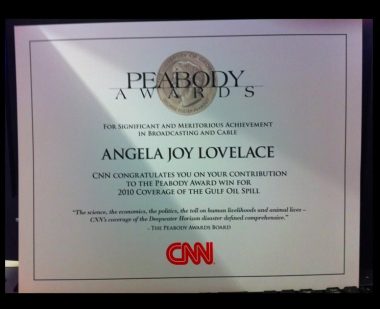 PEABODY
AWARDS
FOR SIGNIFICANT AND MERITORIOUS ACHIEVEMENT
IN BROADCASTING AND CABLE
ANGELA JOY LOVELACE
CNN CONGRATULATES YOU ON YOUR CONTRIBUTION
TO THE PEABODY AWARD WIN FOR
2010 COVERAGE OF THE GULF OIL SPILL
"The science, the economics, the politics, the toll on human livelihoods and animal lives –
CNN's coverage of the Deepwater Horizon disaster defined comprehensive."
- THE PEABODY AWARDS BOARD
CNN